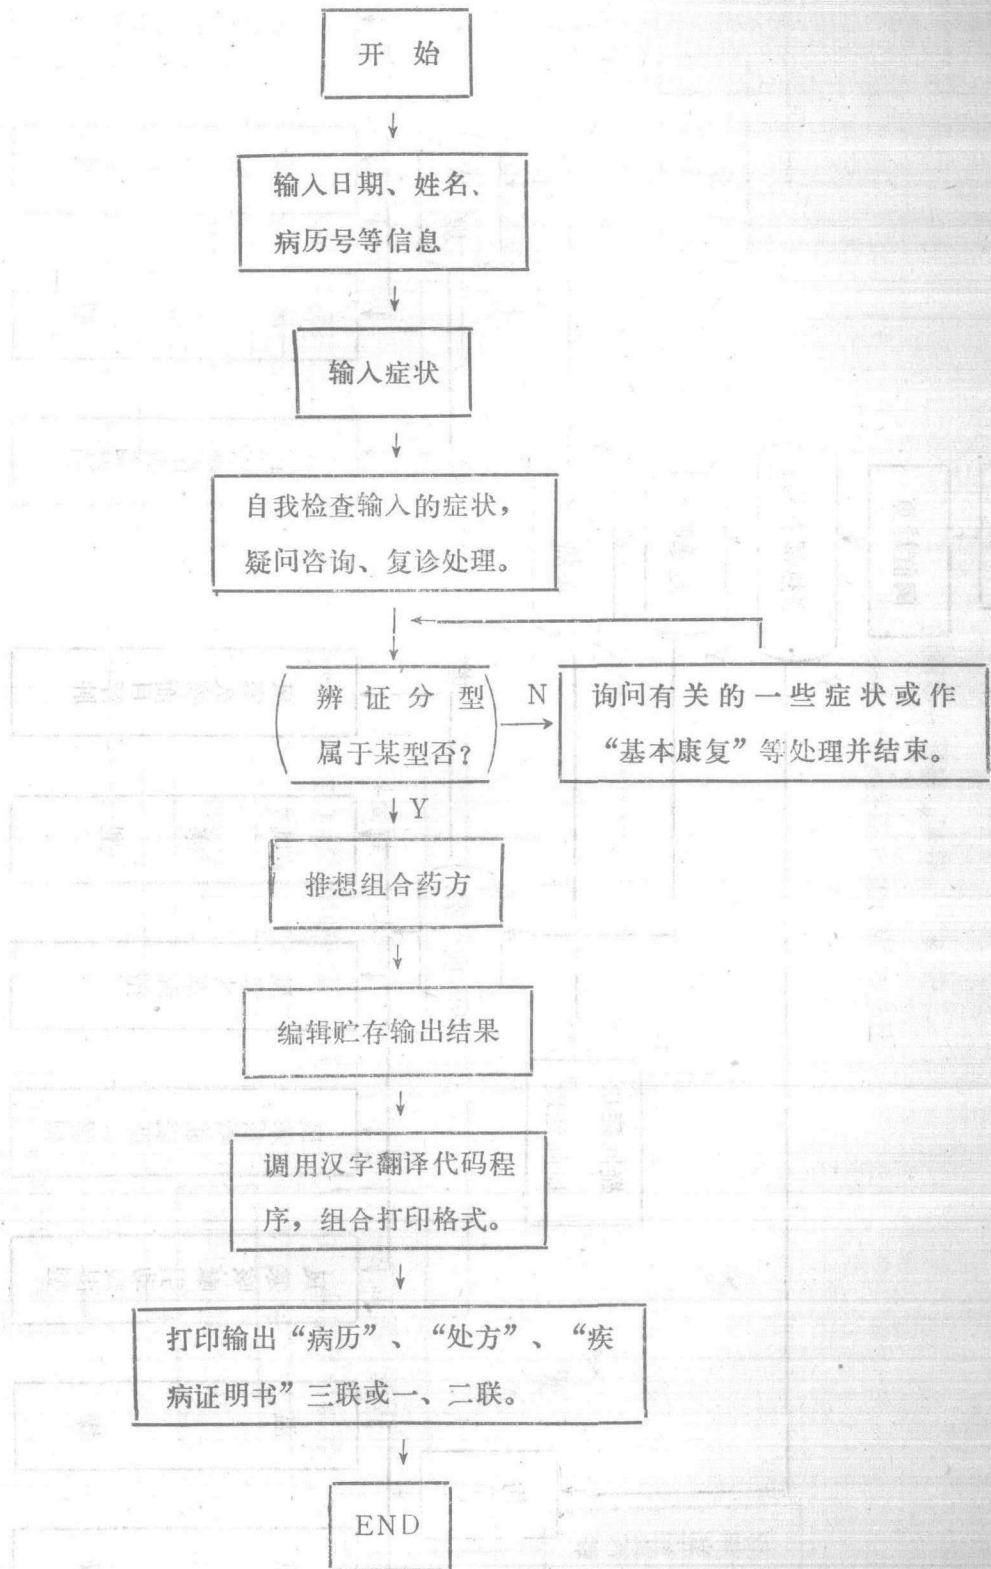 开 始
↓
输入日期、姓名、
病历号等信息
↓
输入症状
↓
自我检查输入的症状，
疑问咨询、复诊处理。
↓
辨 证 分 型
属于某型否？
N
询问有关的一些症状或作
“基本康复”等处理并结束。
↓ Y
推想组合药方
↓
编辑贮存输出结果
↓
调用汉字翻译代码程
序，组合打印格式。
↓
打印输出“病历”、“处方”、“疾
病证明书”三联或一、二联。
↓
END